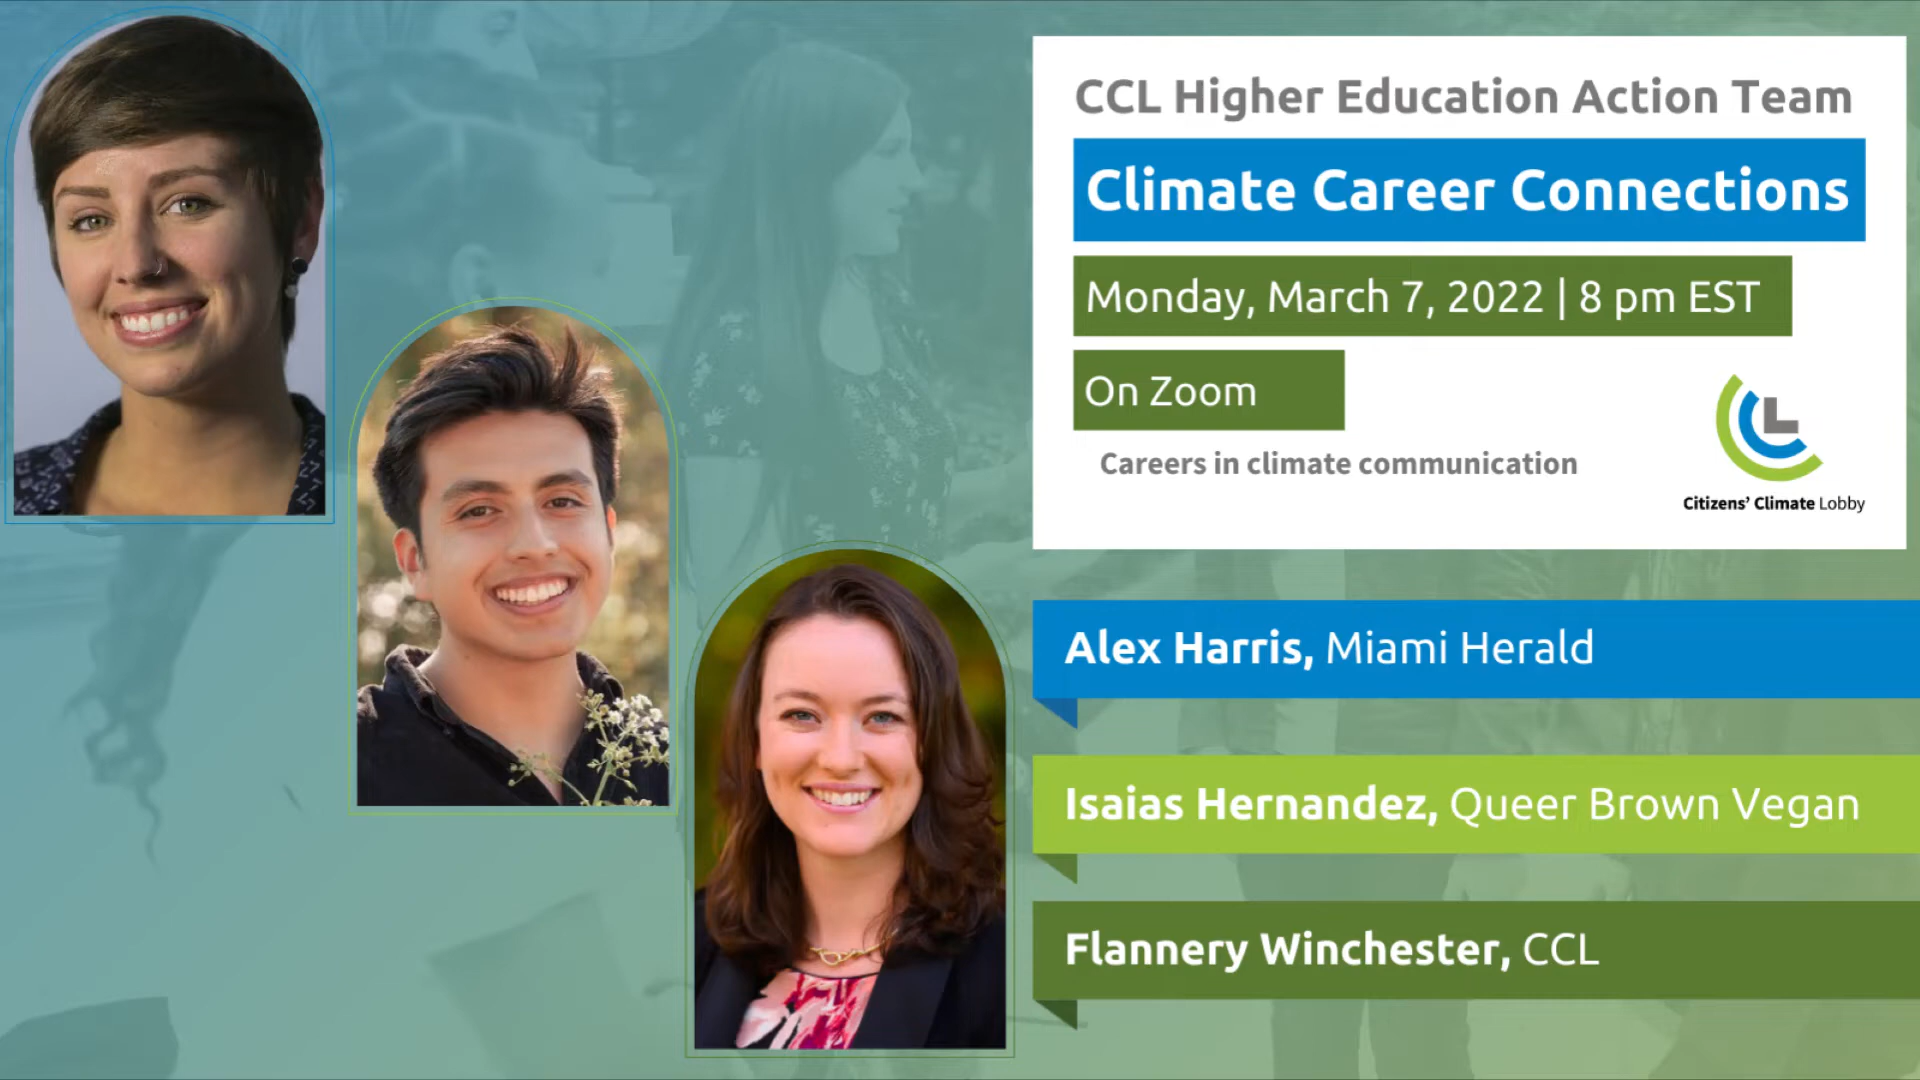 CCL Higher Education Action Team
Climate Career Connections
Monday, March 7, 2022 | 8 pm EST
On Zoom
Careers in climate communication
CL
Citizens’ Climate Lobby
Alex Harris, Miami Herald
Isaias Hernandez, Queer Brown Vegan
Flannery Winchester, CCL